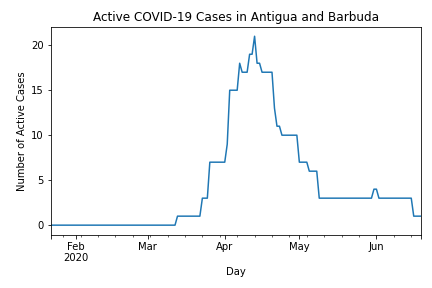 Active COVID-19 Cases in Antigua and Barbuda
Number of Active Cases
20
15
10
5
0
Feb Mar Apr May Jun
2020
Day